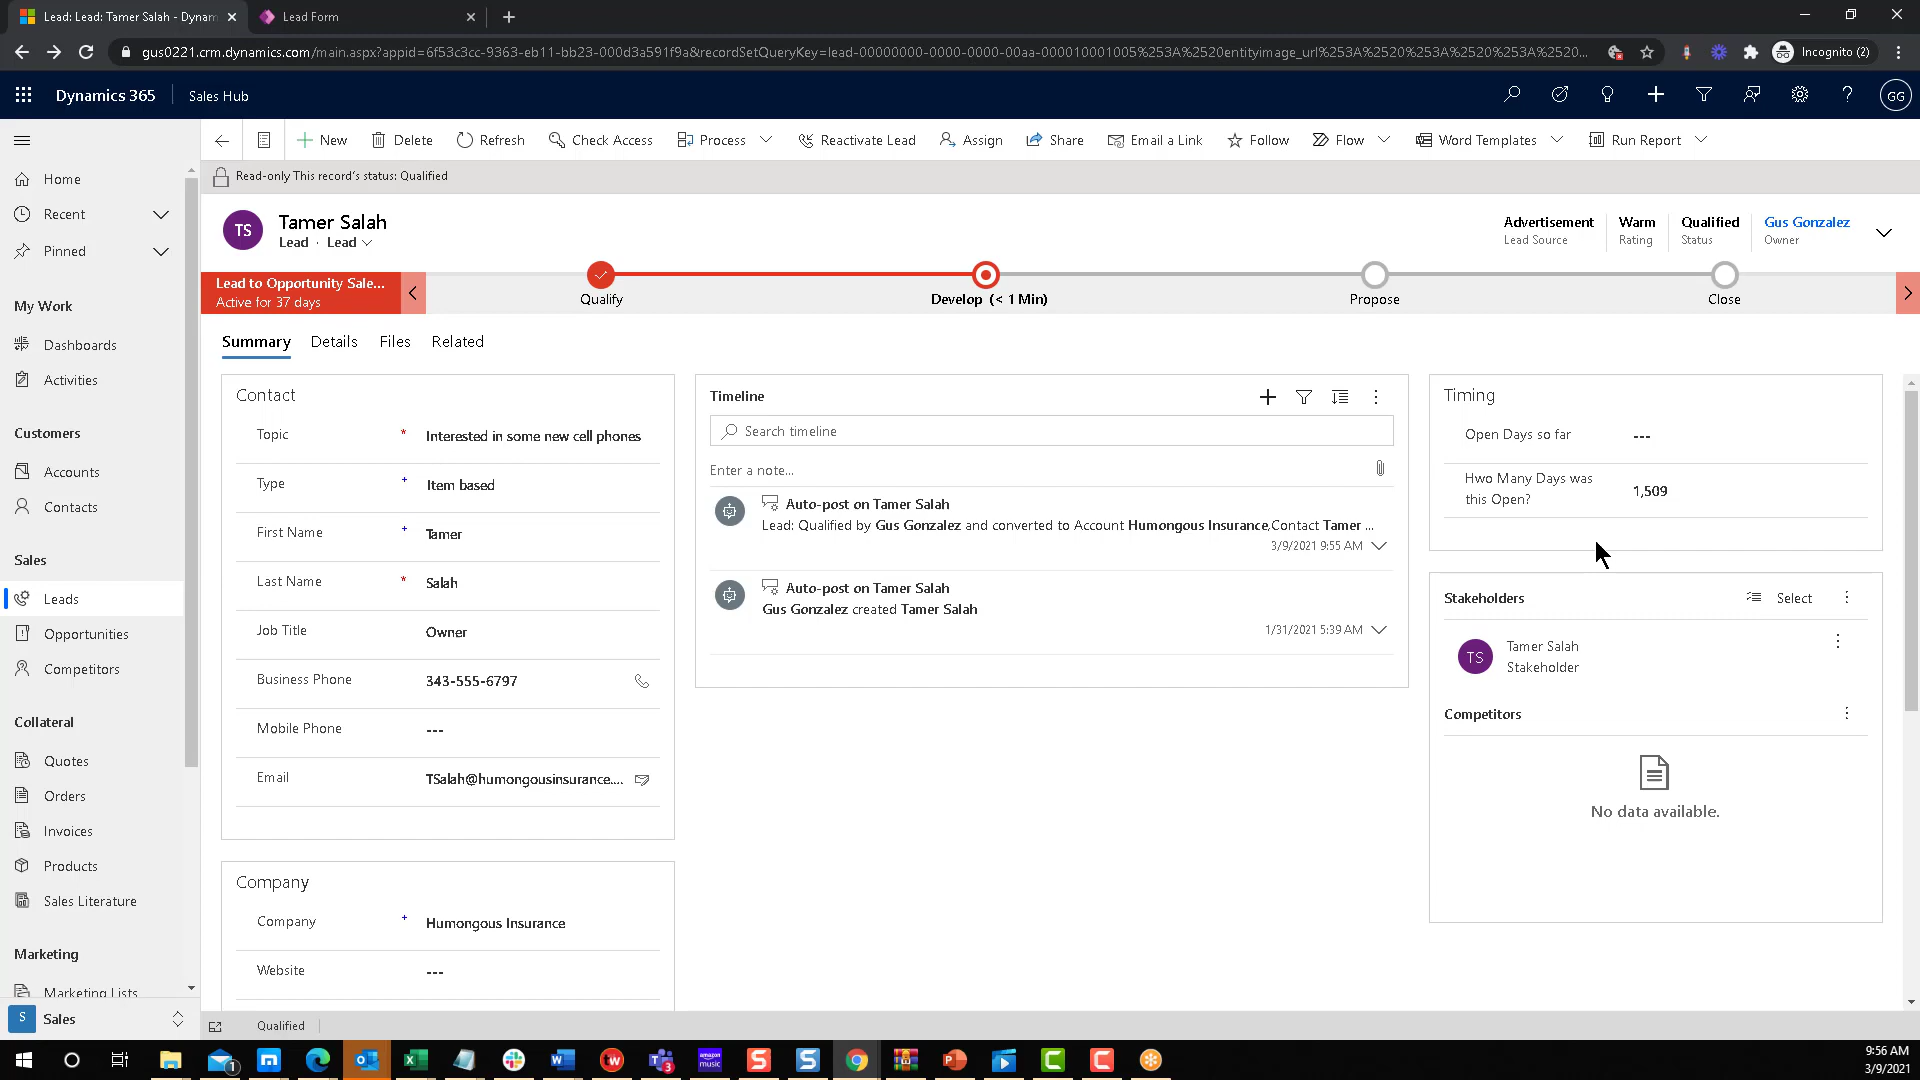 Lead: Lead: Tamer Salah - Dynam
Lead Form
gus0221.crm.dynamics.com/main.aspx?appid=6f53c3cc-9363-eb11-bb23-000d3a591f9a&recordSetQueryKey=lead-00000000-0000-0000-00aa-000010001005%253A%2520entityimage_url%253A%2520%253A%2520%253A%2520...
Incognito (2)
Dynamics 365
Sales Hub
GG
New
Delete
Refresh
Check Access
Process
Reactivate Lead
Assign
Share
Email a Link
Follow
Flow
Word Templates
Run Report
Read-only This record's status: Qualified
Home
Recent
Pinned
My Work
Dashboards
Activities
Customers
Accounts
Contacts
Sales
Leads
Opportunities
Competitors
Collateral
Quotes
Orders
Invoices
Products
Sales Literature
Marketing
Marketing Lists
S
Sales
TS
Tamer Salah
Lead · Lead
Advertisement
Lead Source
Warm
Rating
Qualified
Status
Gus Gonzalez
Owner
Lead to Opportunity Sale...
Active for 37 days
Qualify
Develop (< 1 Min)
Propose
Close
Summary
Details
Files
Related
Contact
Topic * Interested in some new cell phones
Type + Item based
First Name + Tamer
Last Name * Salah
Job Title Owner
Business Phone 343-555-6797
Mobile Phone ---
Email TSalah@humongousinsurance....
Company
Company + Humongous Insurance
Website ---
Timeline
Search timeline
Enter a note...
Auto-post on Tamer Salah
Lead: Qualified by Gus Gonzalez and converted to Account Humongous Insurance,Contact Tamer ...
3/9/2021 9:55 AM
Auto-post on Tamer Salah
Gus Gonzalez created Tamer Salah
1/31/2021 5:39 AM
Timing
Open Days so far ---
Hwo Many Days was
this Open?
1,509
Stakeholders
Select
TS
Tamer Salah
Stakeholder
Competitors
No data available.
Qualified
1
3
amazon
music
9:56 AM
3/9/2021